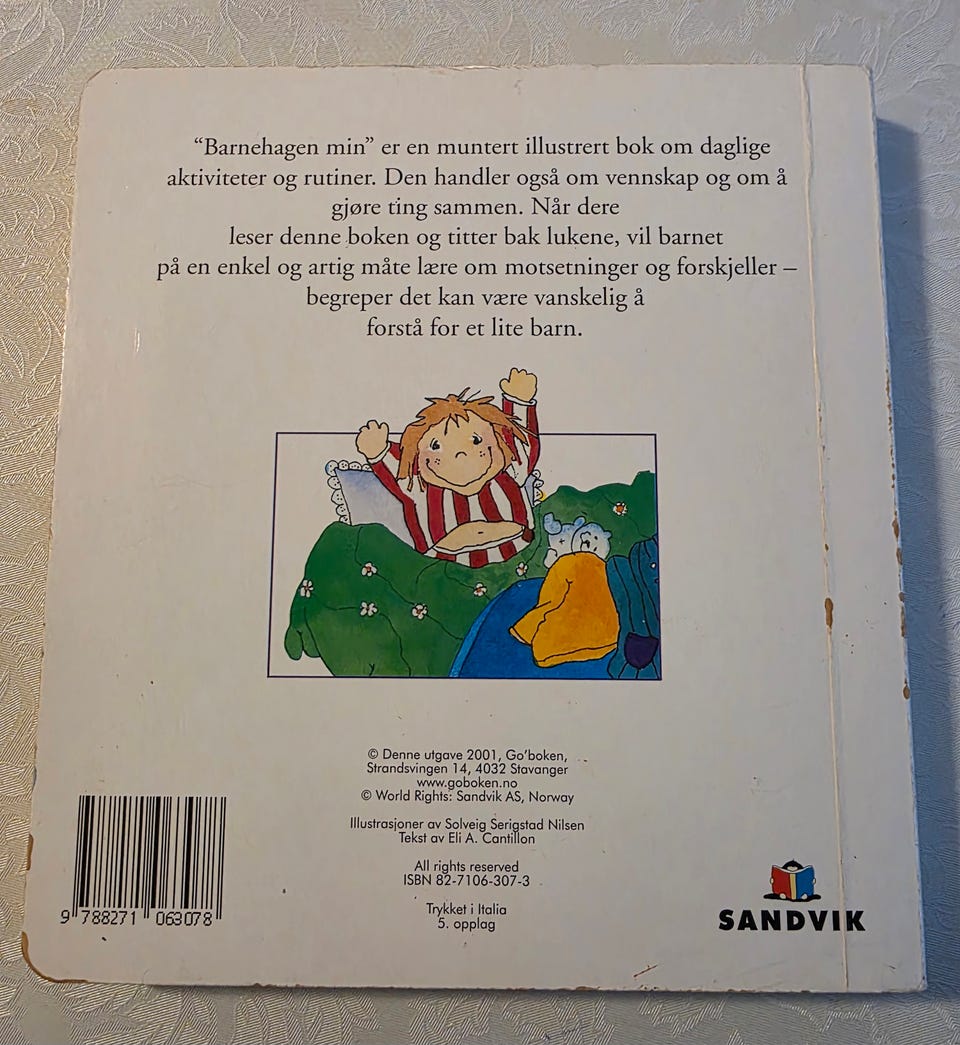 “Barnehagen min” er en muntert illustrert bok om daglige
aktiviteter og rutiner. Den handler også om vennskap og om å
gjøre ting sammen. Når dere
leser denne boken og titter bak lukene, vil barnet
på en enkel og artig måte lære om motsetninger og forskjeller –
begreper det kan være vanskelig å
forstå for et lite barn.
© Denne utgave 2001, Go'boken,
Strandsvingen 14, 4032 Stavanger
www.goboken.no
© World Rights: Sandvik AS, Norway
Illustrasjoner av Solveig Serigstad Nilsen
Tekst av Eli A. Cantillon
All rights reserved
ISBN 82-7106-307-3
Trykket i Italia
5. opplag
9 788271 063078
SANDVIK